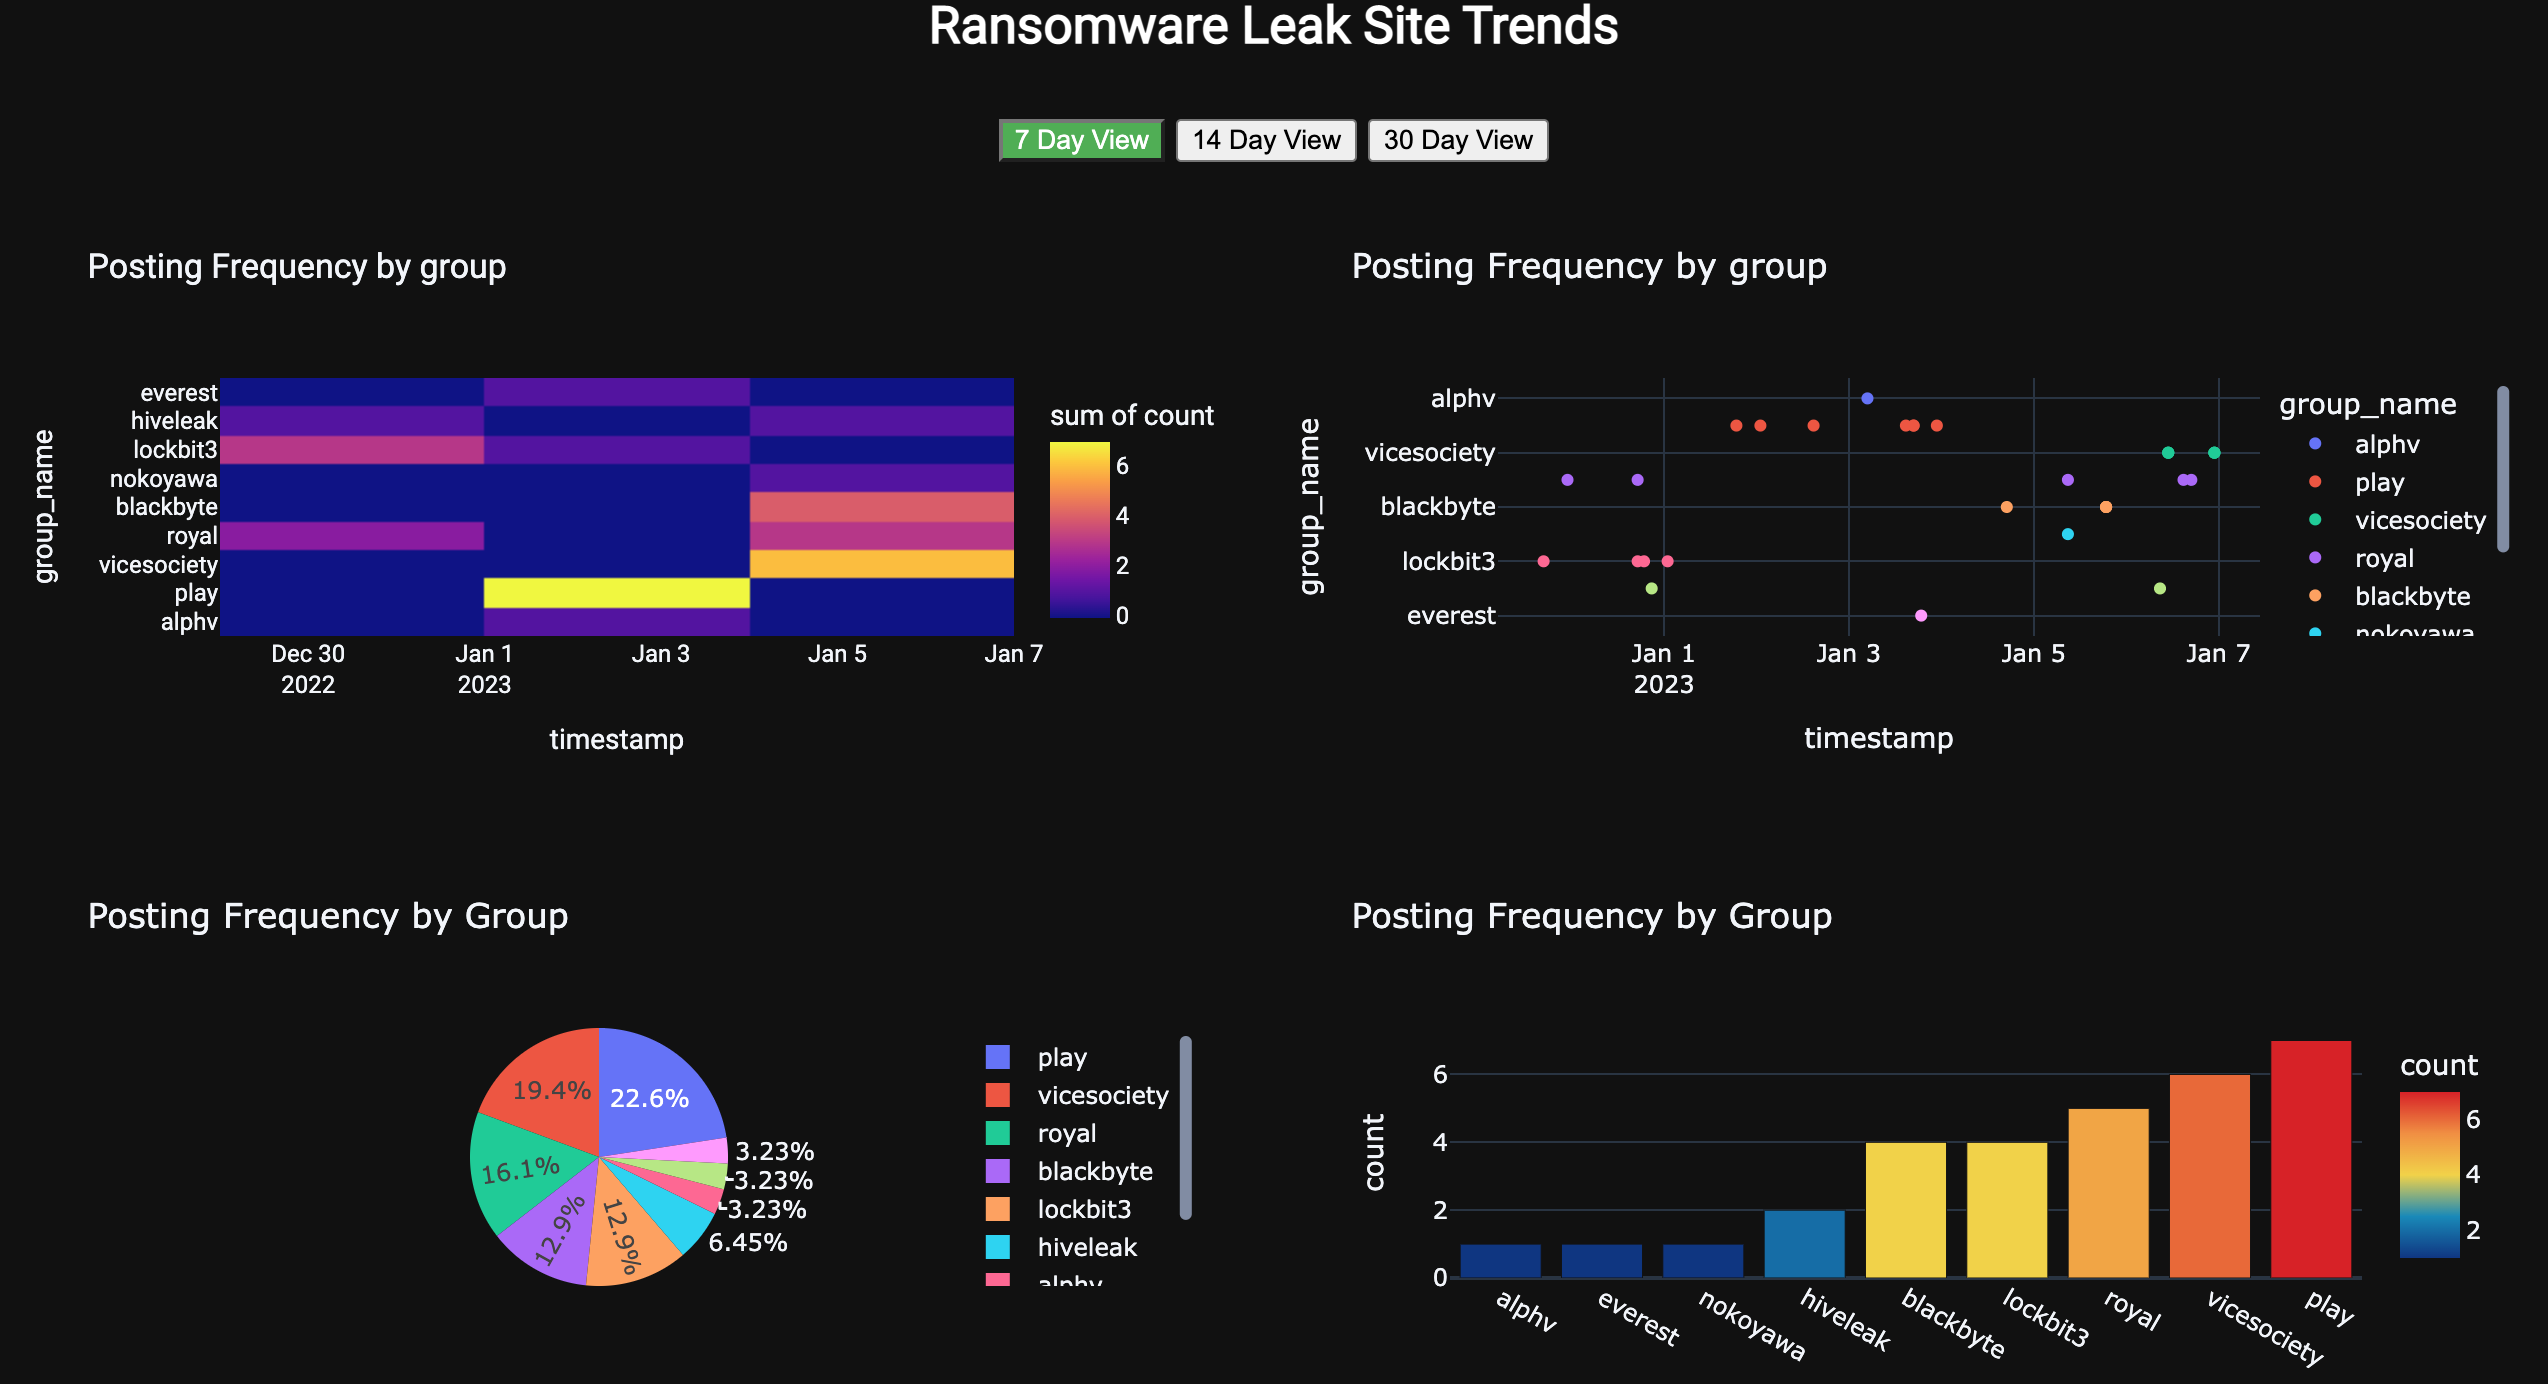 Ransomware Leak Site Trends
7 Day View 14 Day View 30 Day View
Posting Frequency by group
group_name
everest
hiveleak
lockbit3
nokoyawa
blackbyte
royal
vicesociety
play
alphv
Dec 30 Jan 1 Jan 3 Jan 5 Jan 7
2022 2023
timestamp
sum of count
6
4
2
0
Posting Frequency by group
group_name
alphv
vicesociety
blackbyte
lockbit3
everest
Jan 1 Jan 3 Jan 5 Jan 7
2023
timestamp
group_name
alphv
play
vicesociety
royal
blackbyte
nokoyawa
Posting Frequency by Group
19.4%
22.6%
3.23%
16.1%
3.23%
3.23%
12.9%
12.9%
6.45%
play
vicesociety
royal
blackbyte
lockbit3
hiveleak
alphv
Posting Frequency by Group
count
6
4
2
0
alphv everest nokoyawa hiveleak blackbyte lockbit3 royal vicesociety play
count
6
4
2